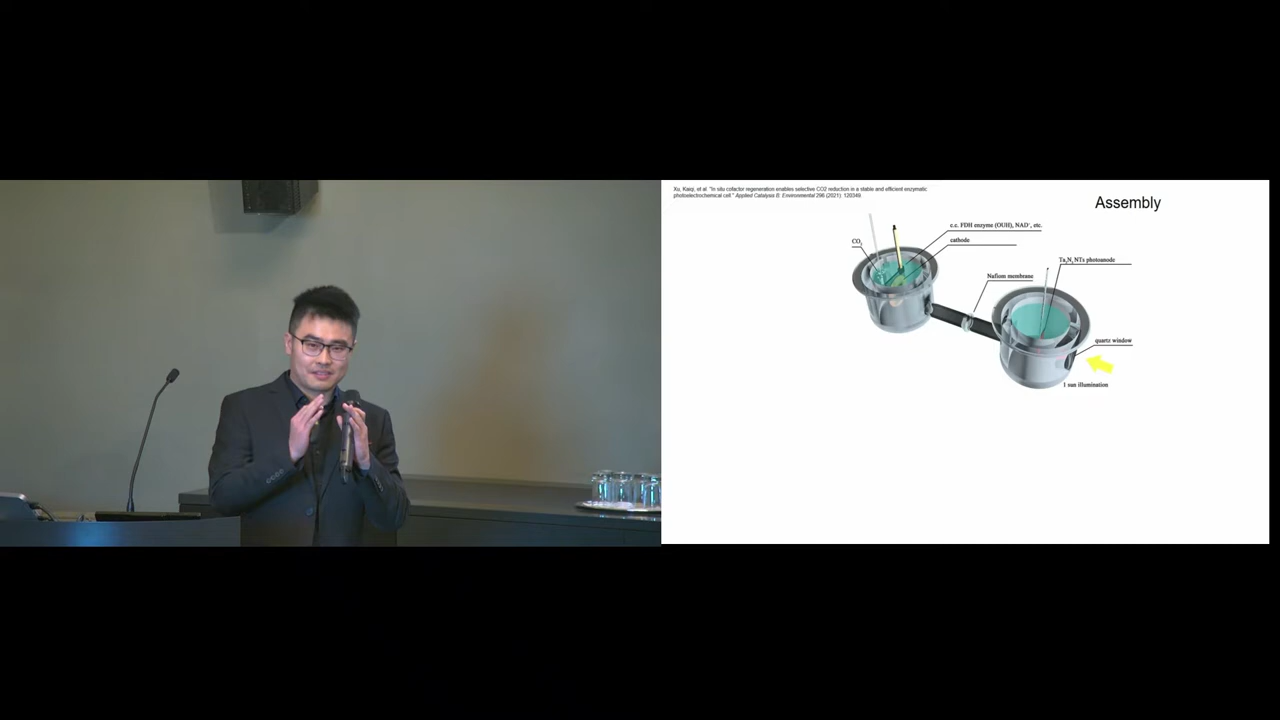 Xu, Kaiqi, et al. "In situ cofactor regeneration enables selective CO2 reduction in a stable and efficient enzymatic
photoelectrochemical cell." Applied Catalysis B: Environmental 296 (2021): 120349.
Assembly
c.c. FDH enzyme (OUH), NAD⁺, etc.
CO₂
cathode
Ta₃N₅ NTs photoanode
Nafiom membrane
quartz window
1 sun illumination